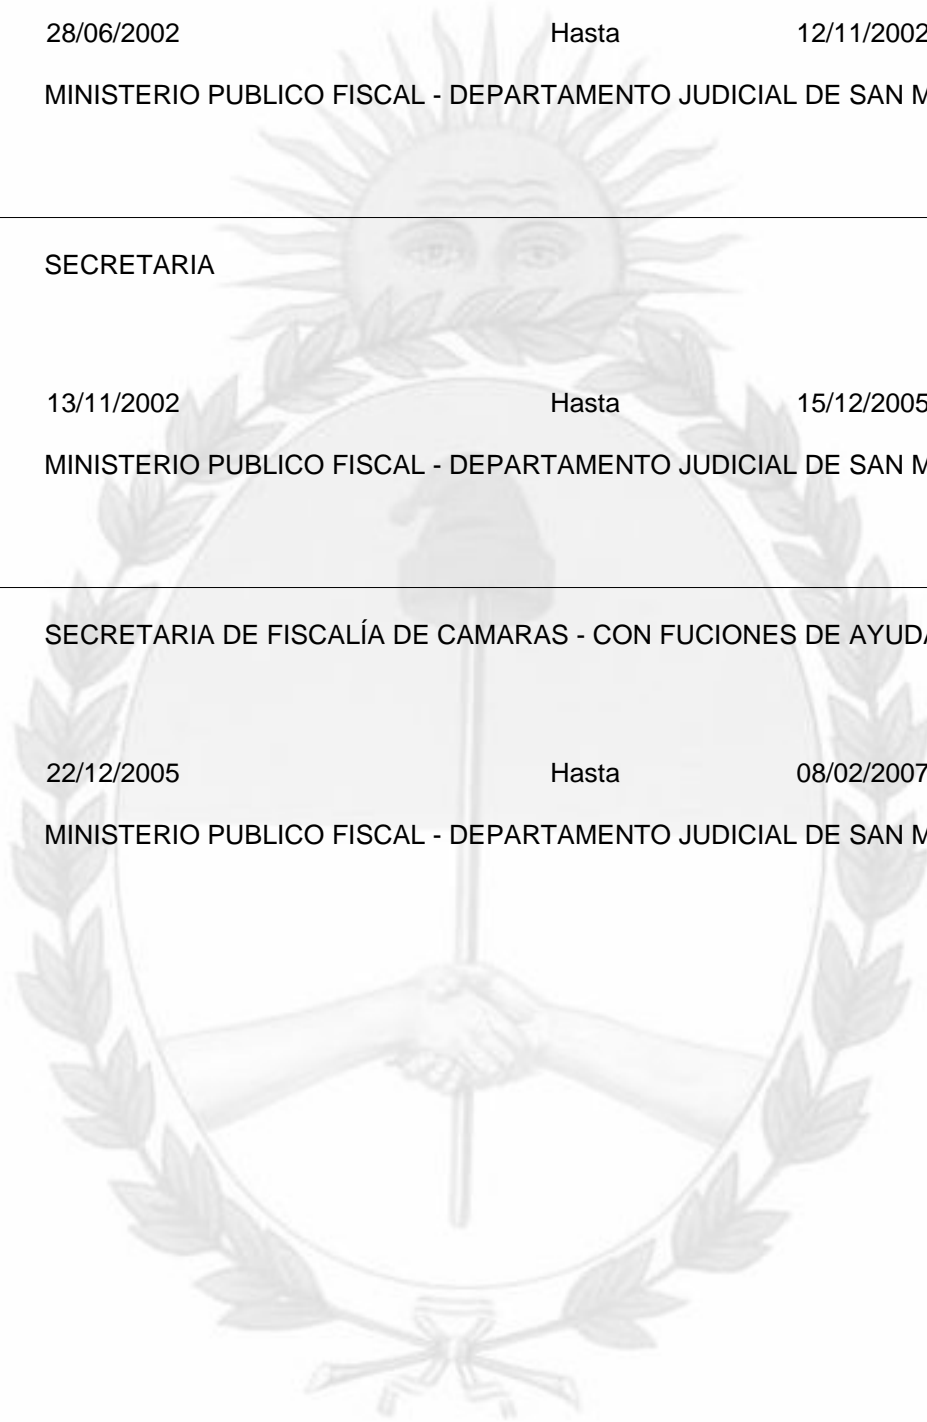 28/06/2002 Hasta 12/11/2002
MINISTERIO PUBLICO FISCAL - DEPARTAMENTO JUDICIAL DE SAN M
SECRETARIA
13/11/2002 Hasta 15/12/2005
MINISTERIO PUBLICO FISCAL - DEPARTAMENTO JUDICIAL DE SAN M
SECRETARIA DE FISCALÍA DE CAMARAS - CON FUCIONES DE AYUDA
22/12/2005 Hasta 08/02/2007
MINISTERIO PUBLICO FISCAL - DEPARTAMENTO JUDICIAL DE SAN M